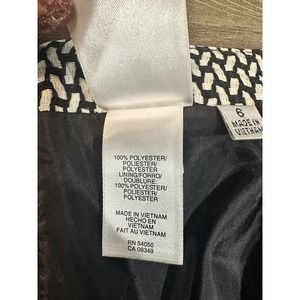 100% POLYESTER/
POLIESTER/
POLYESTER
LINING/FORRO/
DOUBLURE:
100% POLYESTER/
POLIESTER/
POLYESTER
MADE IN VIETNAM
HECHO EN
VIETNAM
FAIT AU VIETNAM
RN 54050
CA 08349
6
MADE IN
VIETNAM